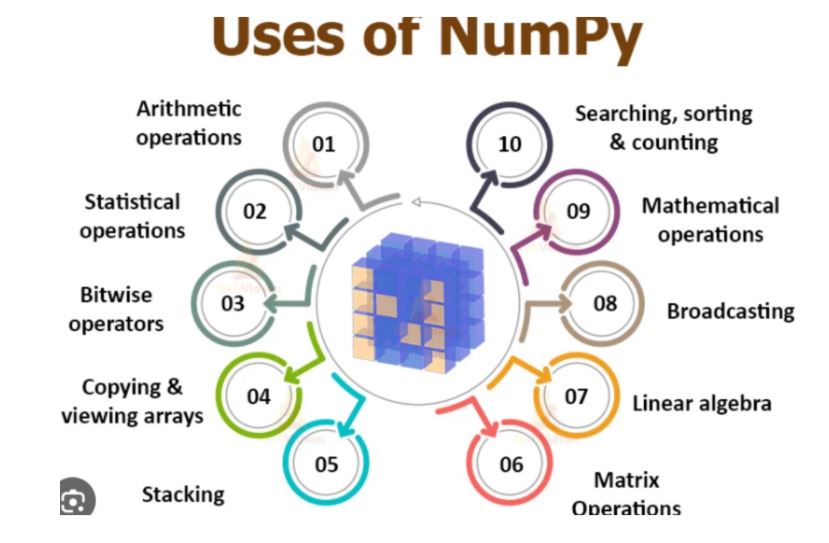 Uses of NumPy
Arithmetic
operations
01
Statistical
operations
02
Bitwise
operators
03
Copying &
viewing arrays
04
Stacking
05
10
Searching, sorting
& counting
09
Mathematical
operations
08
Broadcasting
07
Linear algebra
06
Matrix
Operations